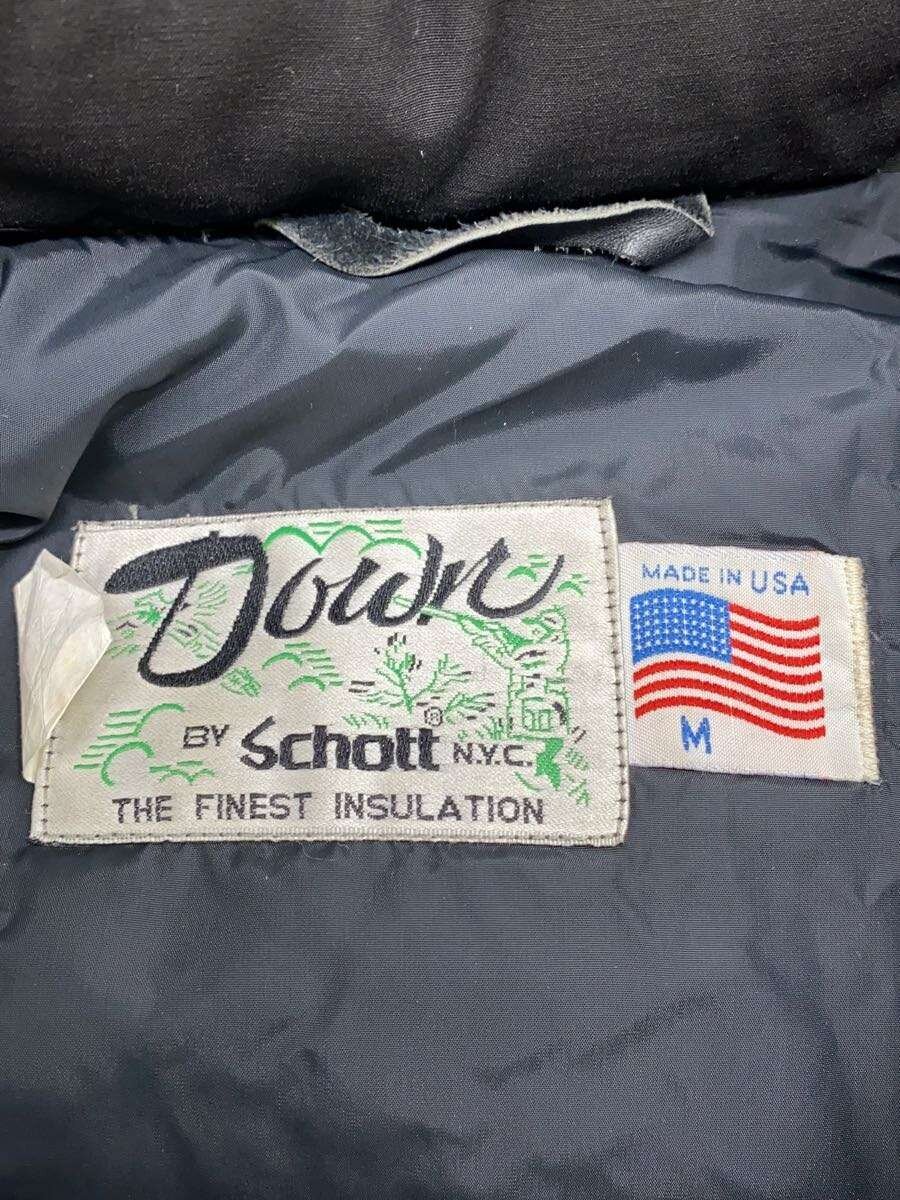 Down
BY Schott® N.Y.C.
THE FINEST INSULATION
MADE IN USA
M